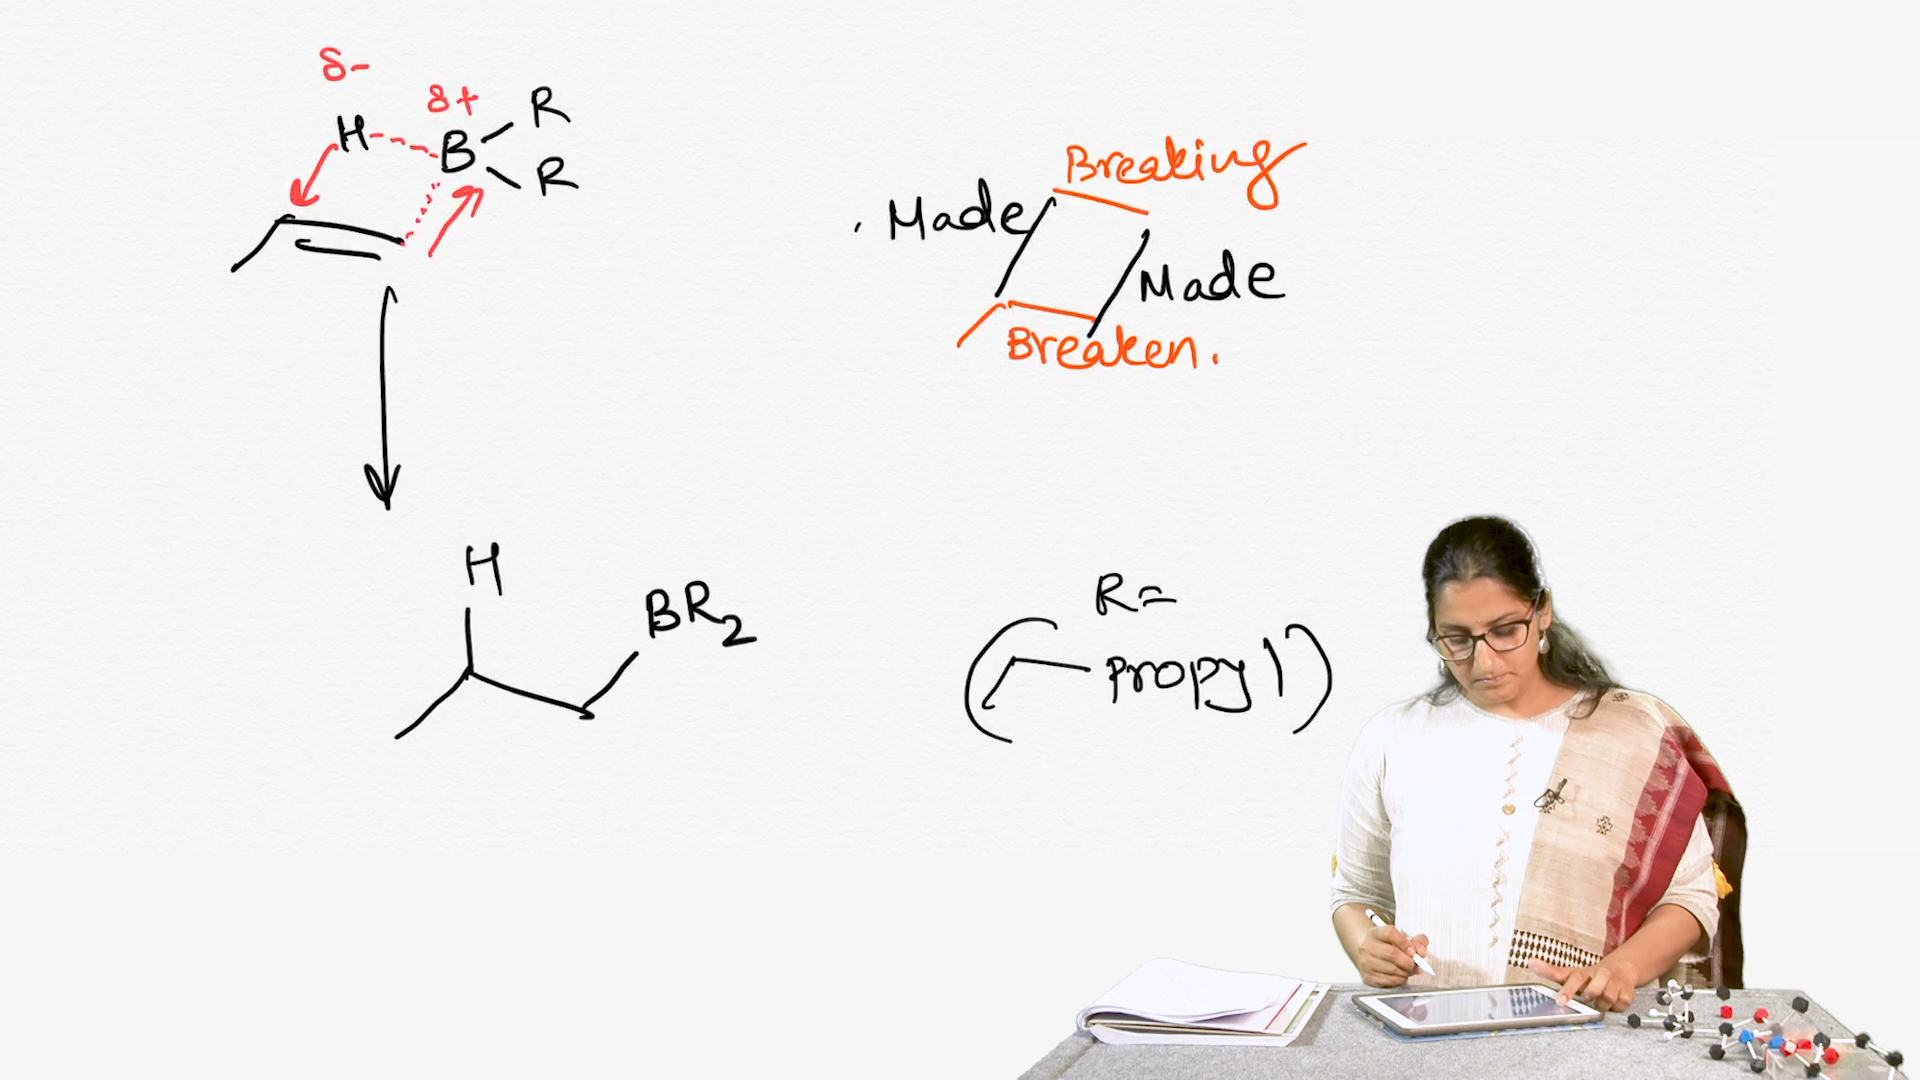 δ-
δ+
H
B
R
R
Breaking
Made
Made
Breaken.
H
BR2
R=
Propyl